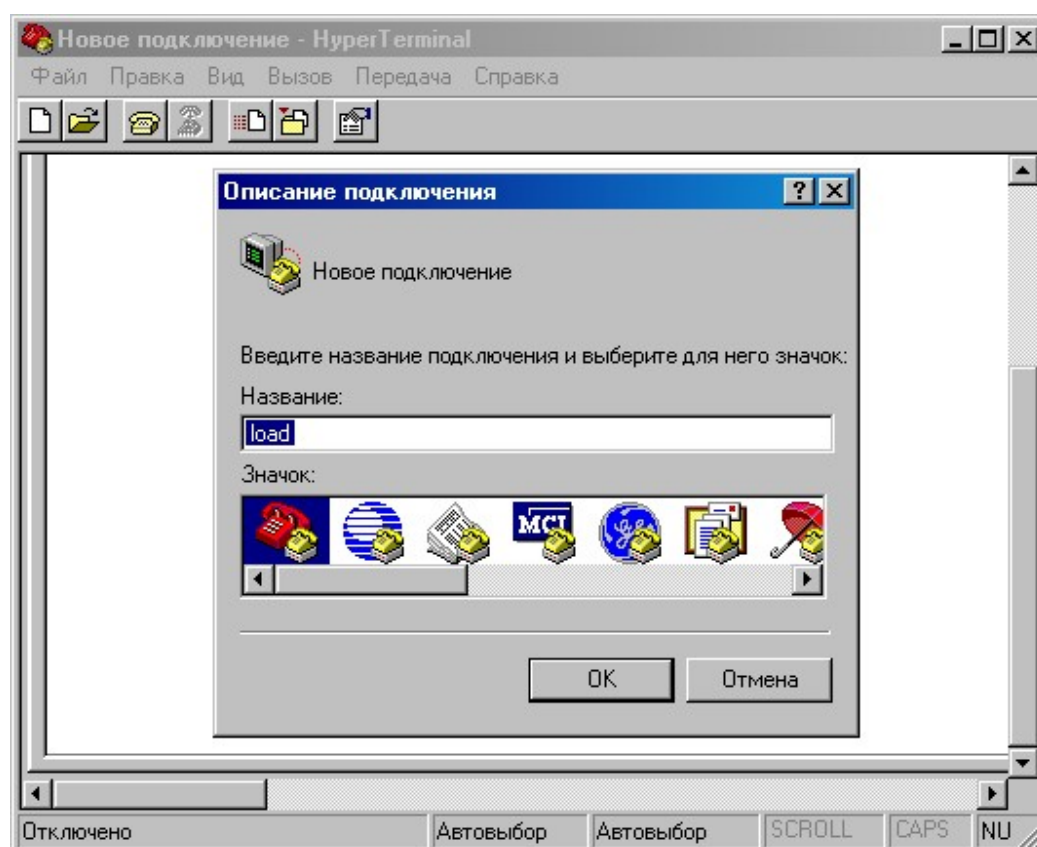 Новое подключение - HyperTerminal
Файл Правка Вид Вызов Передача Справка
Описание подключения
Новое подключение
Введите название подключения и выберите для него значок:
Название:
load
Значок:
MCI
OK Отмена
Отключено Автовыбор Автовыбор SCROLL CAPS NU